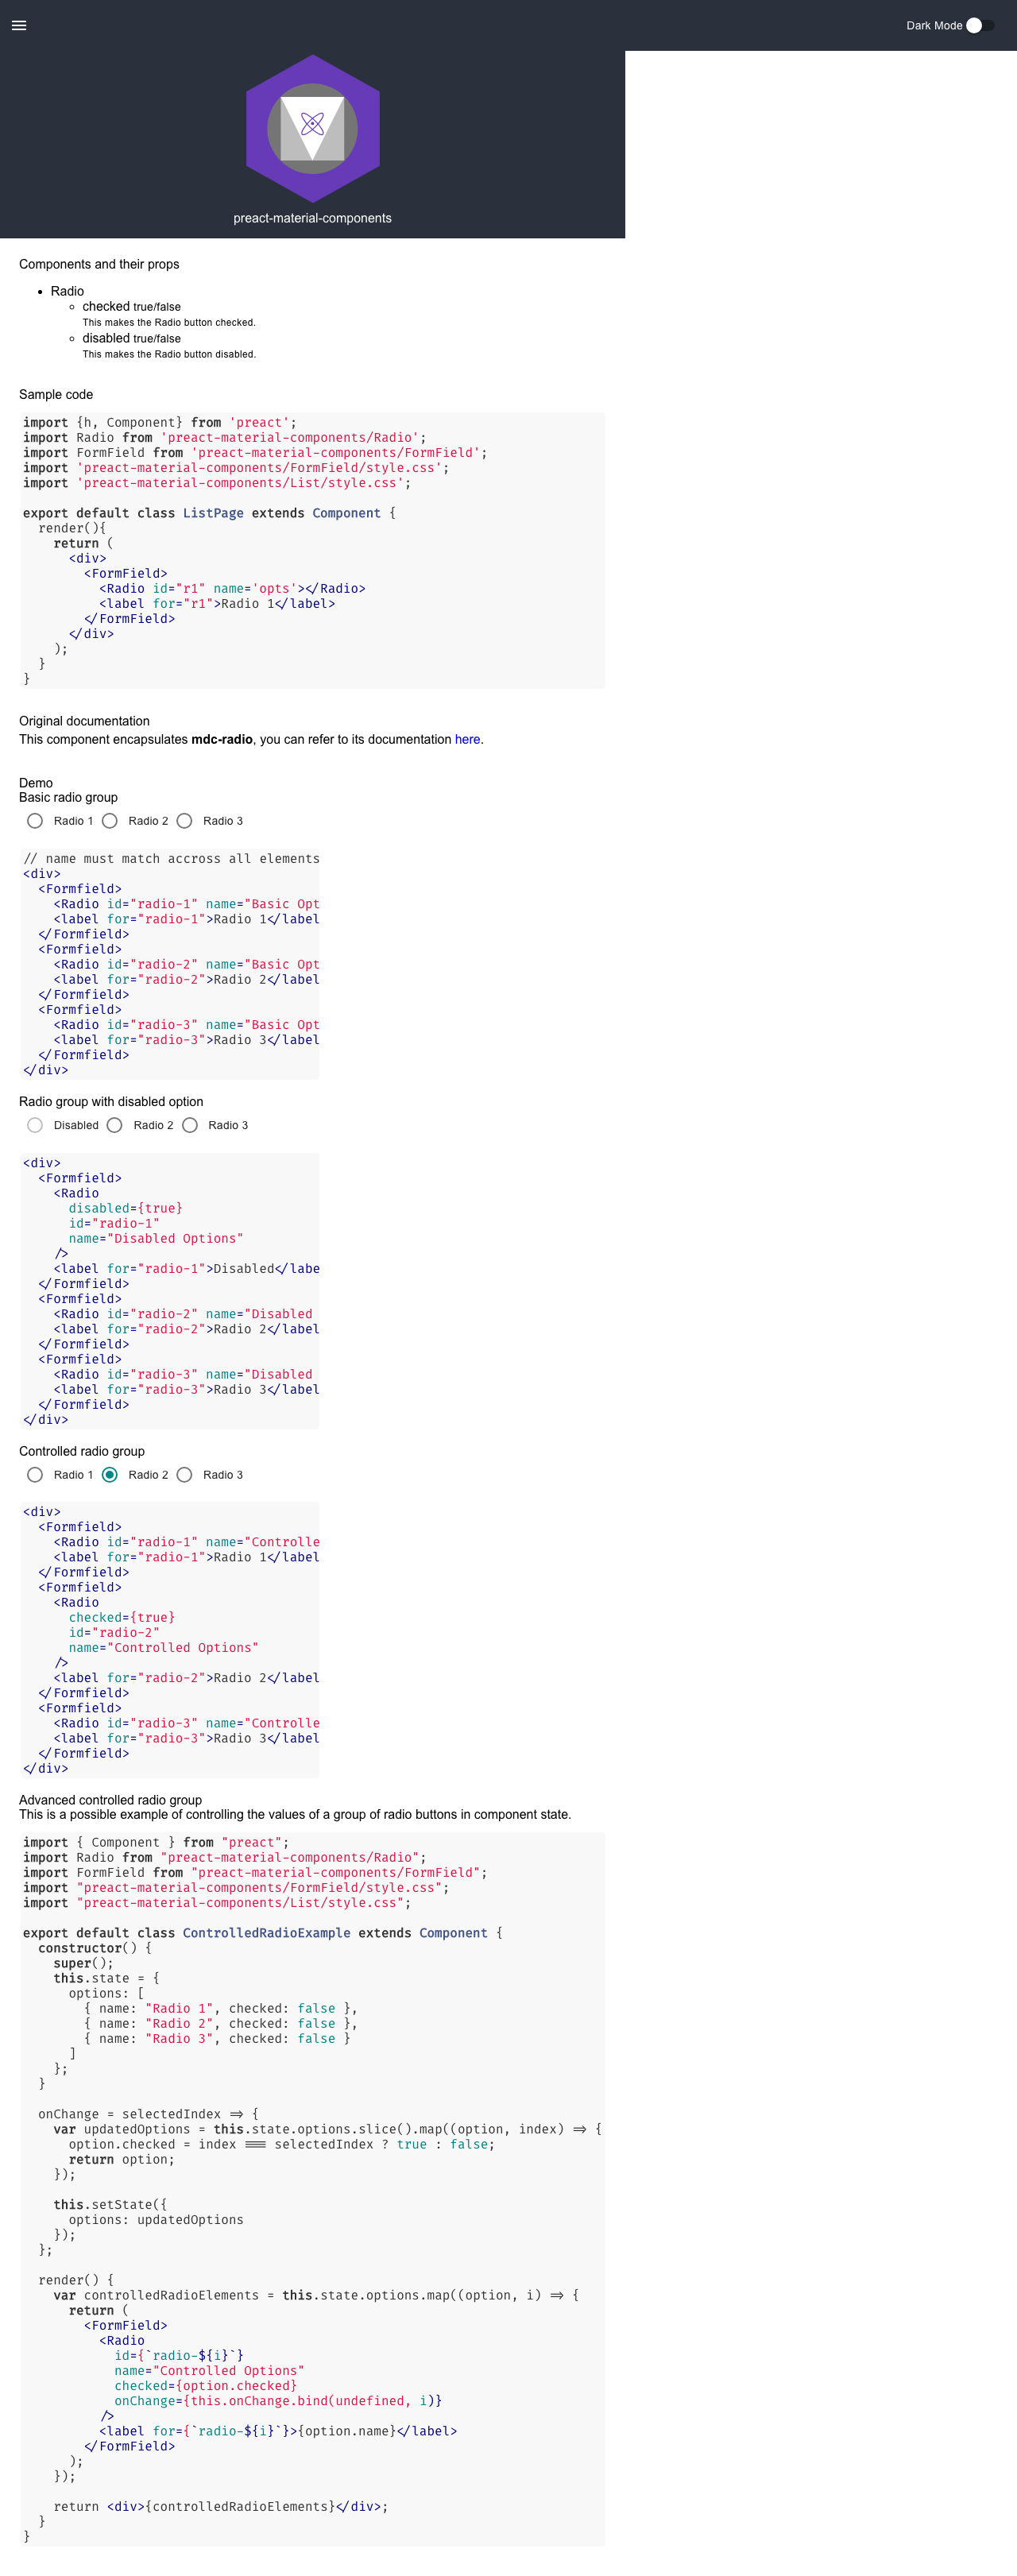 Dark Mode
preact-material-components
Components and their props
Radio
checked true/false
This makes the Radio button checked.
disabled true/false
This makes the Radio button disabled.
Sample code
import {h, Component} from 'preact';
import Radio from 'preact-material-components/Radio';
import FormField from 'preact-material-components/FormField';
import 'preact-material-components/FormField/style.css';
import 'preact-material-components/List/style.css';
export default class ListPage extends Component {
render(){
return (
<div>
<FormField>
<Radio id="r1" name='opts'></Radio>
<label for="r1">Radio 1</label>
</FormField>
</div>
);
}
}
Original documentation
This component encapsulates mdc-radio, you can refer to its documentation here.
Demo
Basic radio group
Radio 1 Radio 2 Radio 3
// name must match accross all elements
<div>
<Formfield>
<Radio id="radio-1" name="Basic Opt
<label for="radio-1">Radio 1</label
</Formfield>
<Formfield>
<Radio id="radio-2" name="Basic Opt
<label for="radio-2">Radio 2</label
</Formfield>
<Formfield>
<Radio id="radio-3" name="Basic Opt
<label for="radio-3">Radio 3</label
</Formfield>
</div>
Radio group with disabled option
Disabled Radio 2 Radio 3
<div>
<Formfield>
<Radio
disabled={true}
id="radio-1"
name="Disabled Options"
/>
<label for="radio-1">Disabled</labe
</Formfield>
<Formfield>
<Radio id="radio-2" name="Disabled
<label for="radio-2">Radio 2</label
</Formfield>
<Formfield>
<Radio id="radio-3" name="Disabled
<label for="radio-3">Radio 3</label
</Formfield>
</div>
Controlled radio group
Radio 1 Radio 2 Radio 3
<div>
<Formfield>
<Radio id="radio-1" name="Controlle
<label for="radio-1">Radio 1</label
</Formfield>
<Formfield>
<Radio
checked={true}
id="radio-2"
name="Controlled Options"
/>
<label for="radio-2">Radio 2</label
</Formfield>
<Formfield>
<Radio id="radio-3" name="Controlle
<label for="radio-3">Radio 3</label
</Formfield>
</div>
Advanced controlled radio group
This is a possible example of controlling the values of a group of radio buttons in component state.
import { Component } from "preact";
import Radio from "preact-material-components/Radio";
import FormField from "preact-material-components/FormField";
import "preact-material-components/FormField/style.css";
import "preact-material-components/List/style.css";
export default class ControlledRadioExample extends Component {
constructor() {
super();
this.state = {
options: [
{ name: "Radio 1", checked: false },
{ name: "Radio 2", checked: false },
{ name: "Radio 3", checked: false }
]
};
}
onChange = selectedIndex => {
var updatedOptions = this.state.options.slice().map((option, index) => {
option.checked = index === selectedIndex ? true : false;
return option;
});
this.setState({
options: updatedOptions
});
};
render() {
var controlledRadioElements = this.state.options.map((option, i) => {
return (
<FormField>
<Radio
id={`radio-${i}`}
name="Controlled Options"
checked={option.checked}
onChange={this.onChange.bind(undefined, i)}
/>
<label for={`radio-${i}`}>{option.name}</label>
</FormField>
);
});
return <div>{controlledRadioElements}</div>;
}
}